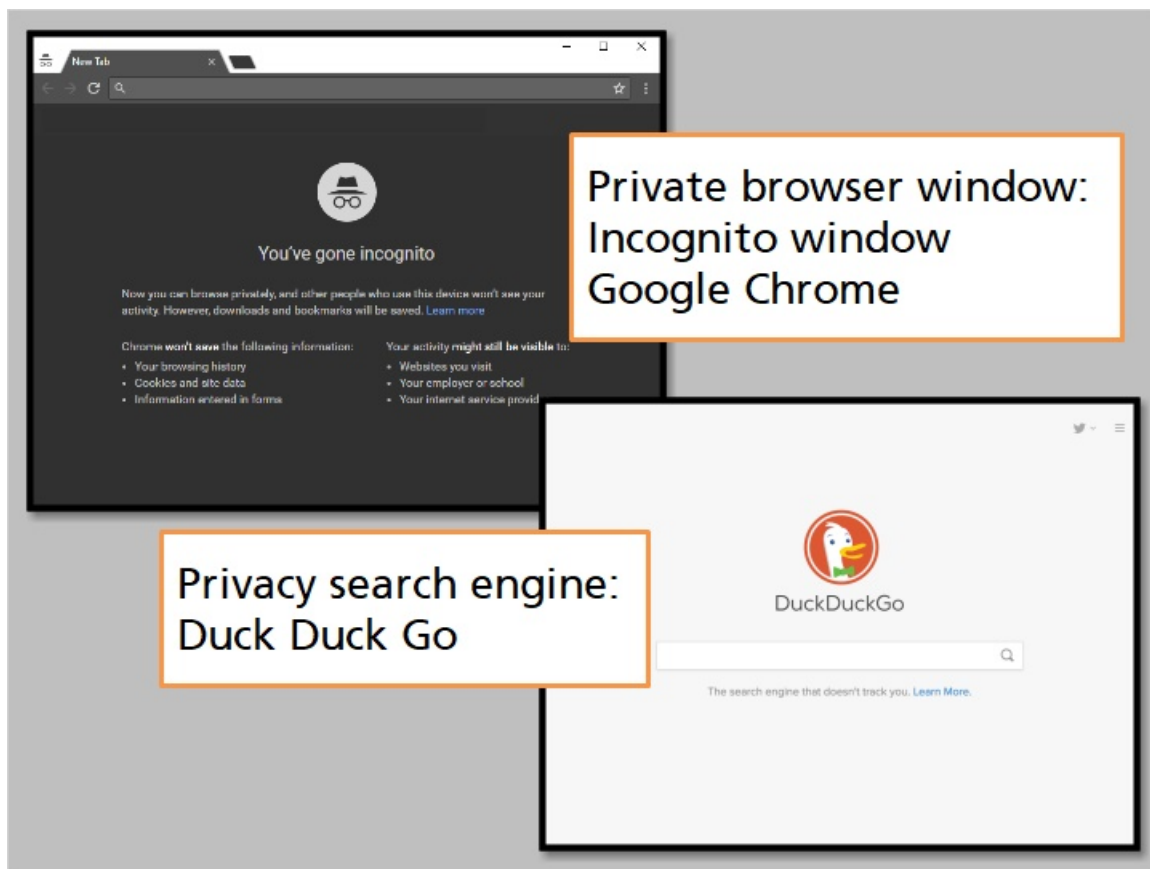 New Tab
You've gone incognito
Now you can browse privately, and other people who use this device won't see your
activity. However, downloads and bookmarks will be saved. Learn more
Chrome won't save the following information:
• Your browsing history
• Cookies and site data
• Information entered in forms
Your activity might still be visible to:
• Websites you visit
• Your employer or school
• Your internet service provid
Private browser window:
Incognito window
Google Chrome
Privacy search engine:
Duck Duck Go
DuckDuckGo
The search engine that doesn't track you. Learn More.